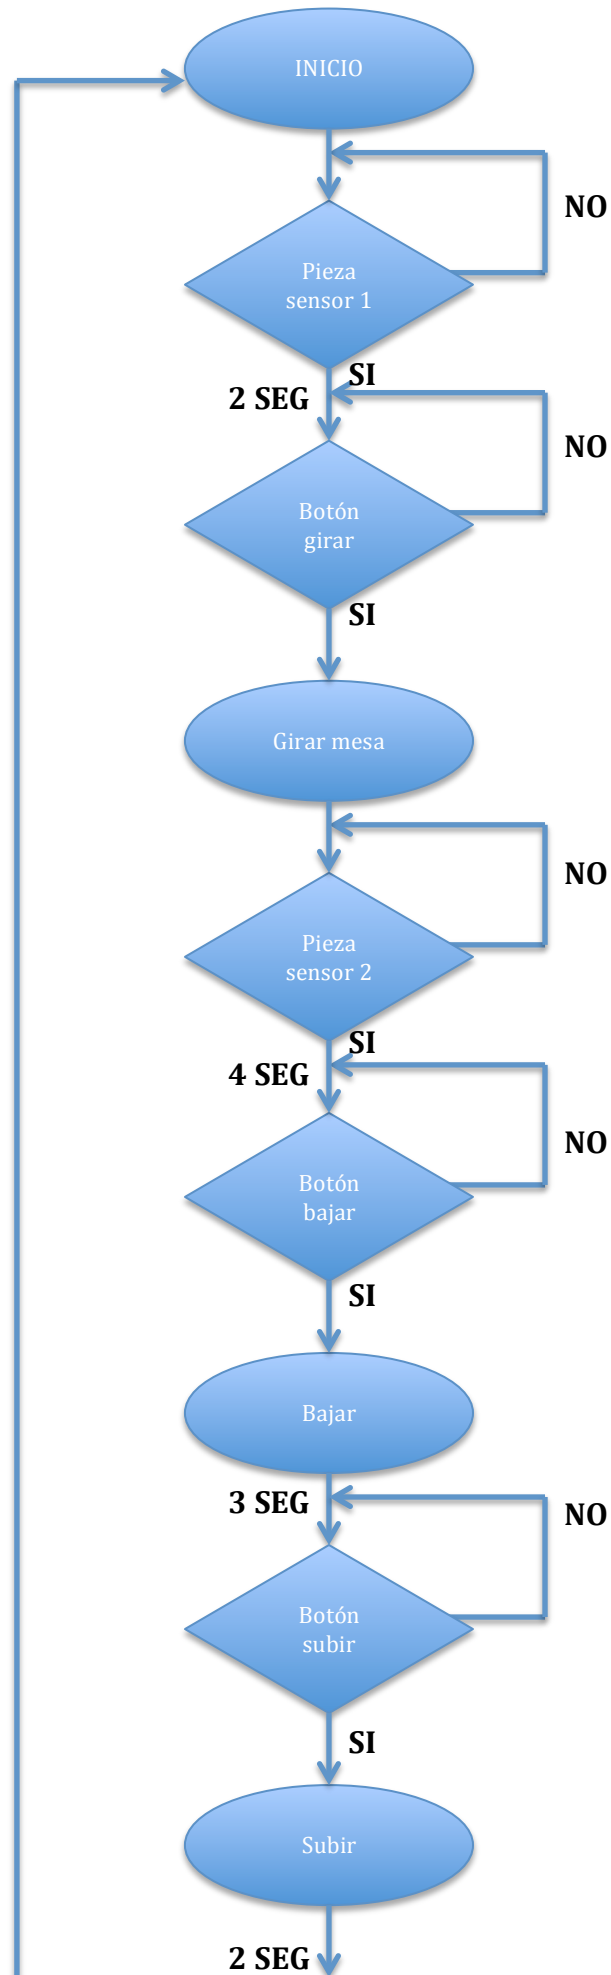 INICIO
NO
Pieza
sensor 1
SI
2 SEG
NO
Botón
girar
SI
Girar mesa
NO
Pieza
sensor 2
SI
4 SEG
NO
Botón
bajar
SI
Bajar
3 SEG
NO
Botón
subir
SI
Subir
2 SEG